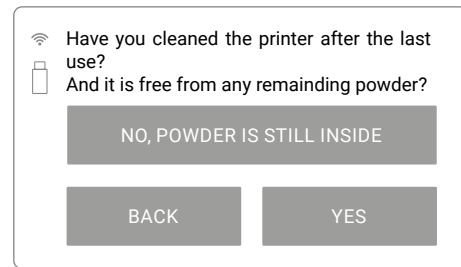 Have you cleaned the printer after the last
use?
And it is free from any remainding powder?
NO, POWDER IS STILL INSIDE
BACK
YES